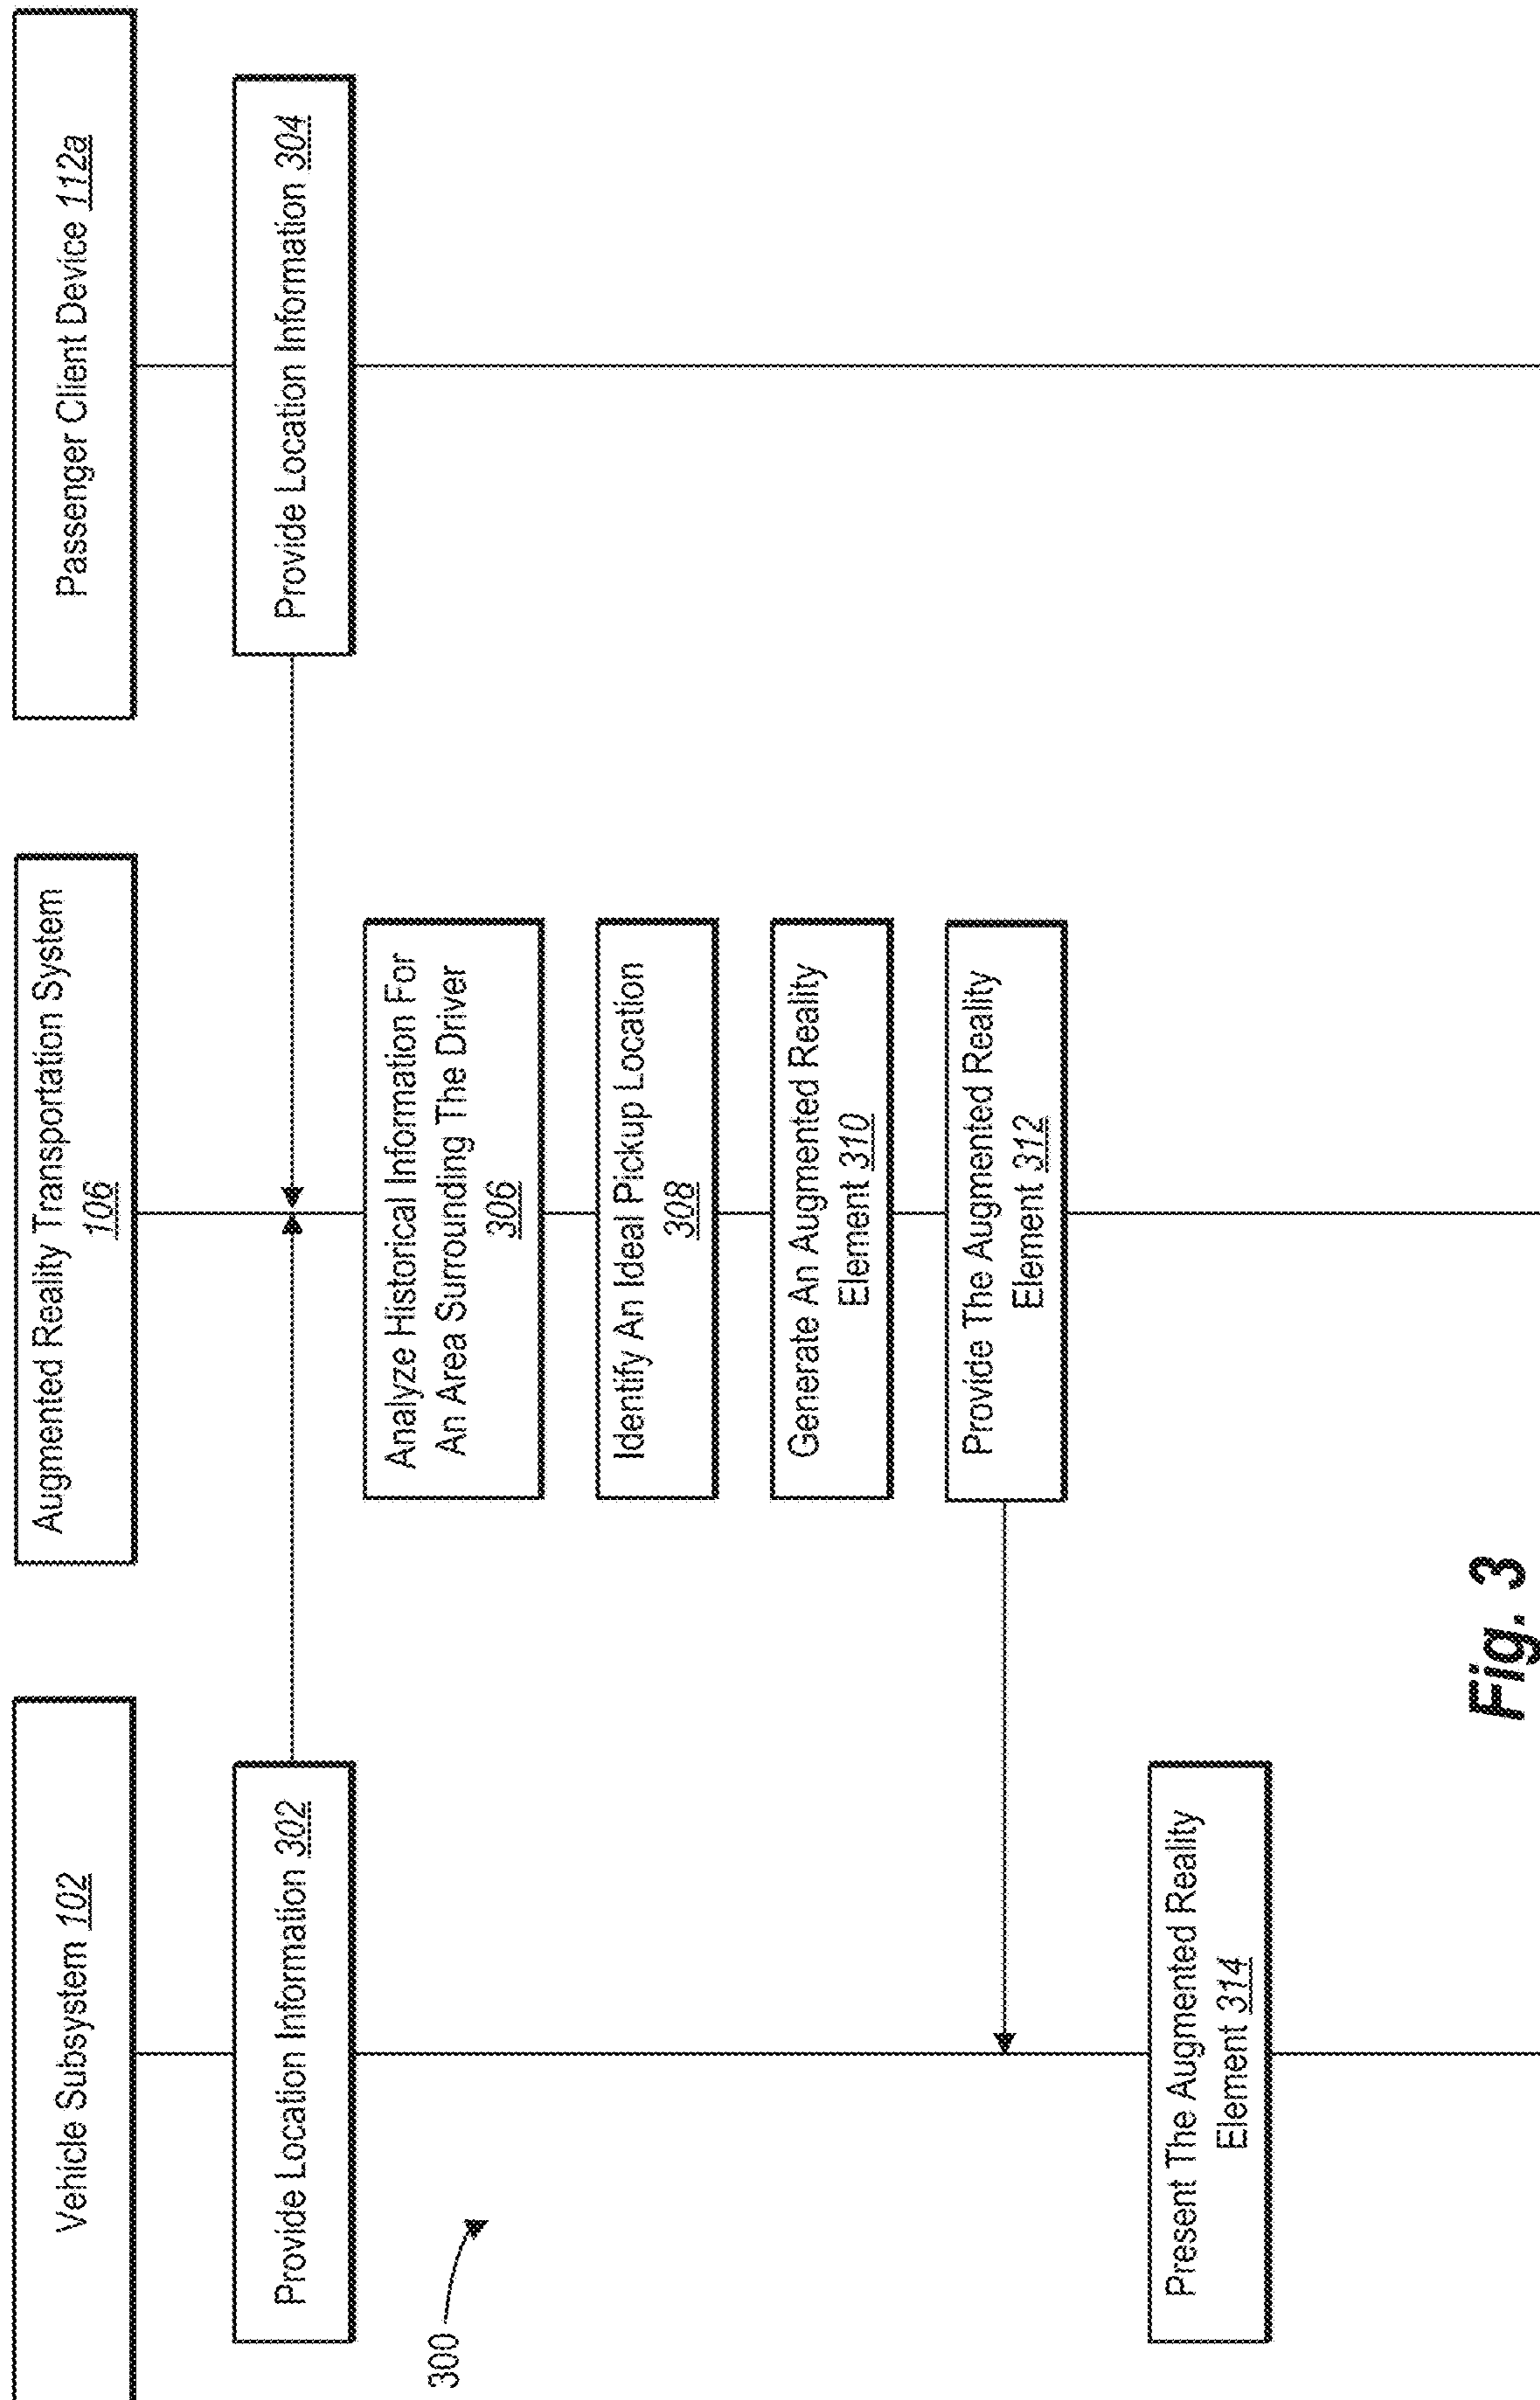 Vehicle Subsystem 102
Augmented Reality Transportation System
106
Passenger Client Device 112a
Provide Location Information 302
Provide Location Information 304
300
Analyze Historical Information For
An Area Surrounding The Driver
306
Identify An Ideal Pickup Location
308
Generate An Augmented Reality
Element 310
Provide The Augmented Reality
Element 312
Present The Augmented Reality
Element 314
Fig. 3